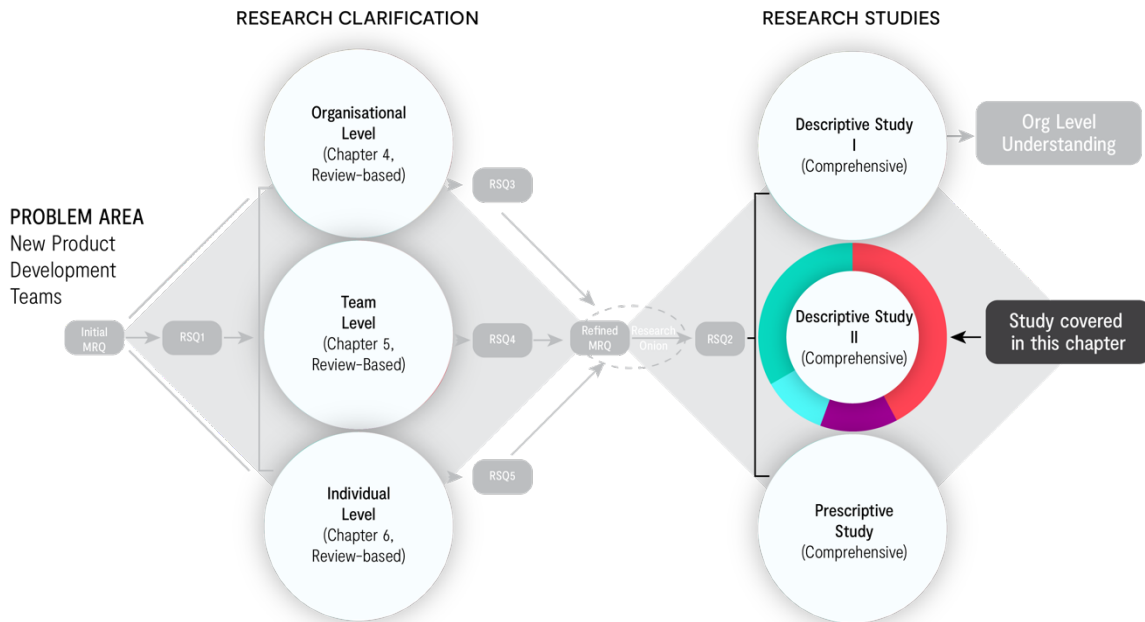 RESEARCH CLARIFICATION
RESEARCH STUDIES
Organisational
Level
(Chapter 4,
Review-based)
RSQ3
Descriptive Study
I
(Comprehensive)
Org Level
Understanding
PROBLEM AREA
New Product
Development
Teams
Initial
MRQ
RSQ1
Team
Level
(Chapter 5,
Review-Based)
RSQ4
Refined
MRQ
Research
Onion
RSQ2
Descriptive Study
II
(Comprehensive)
Study covered
in this chapter
Individual
Level
(Chapter 6,
Review-based)
RSQ5
Prescriptive
Study
(Comprehensive)